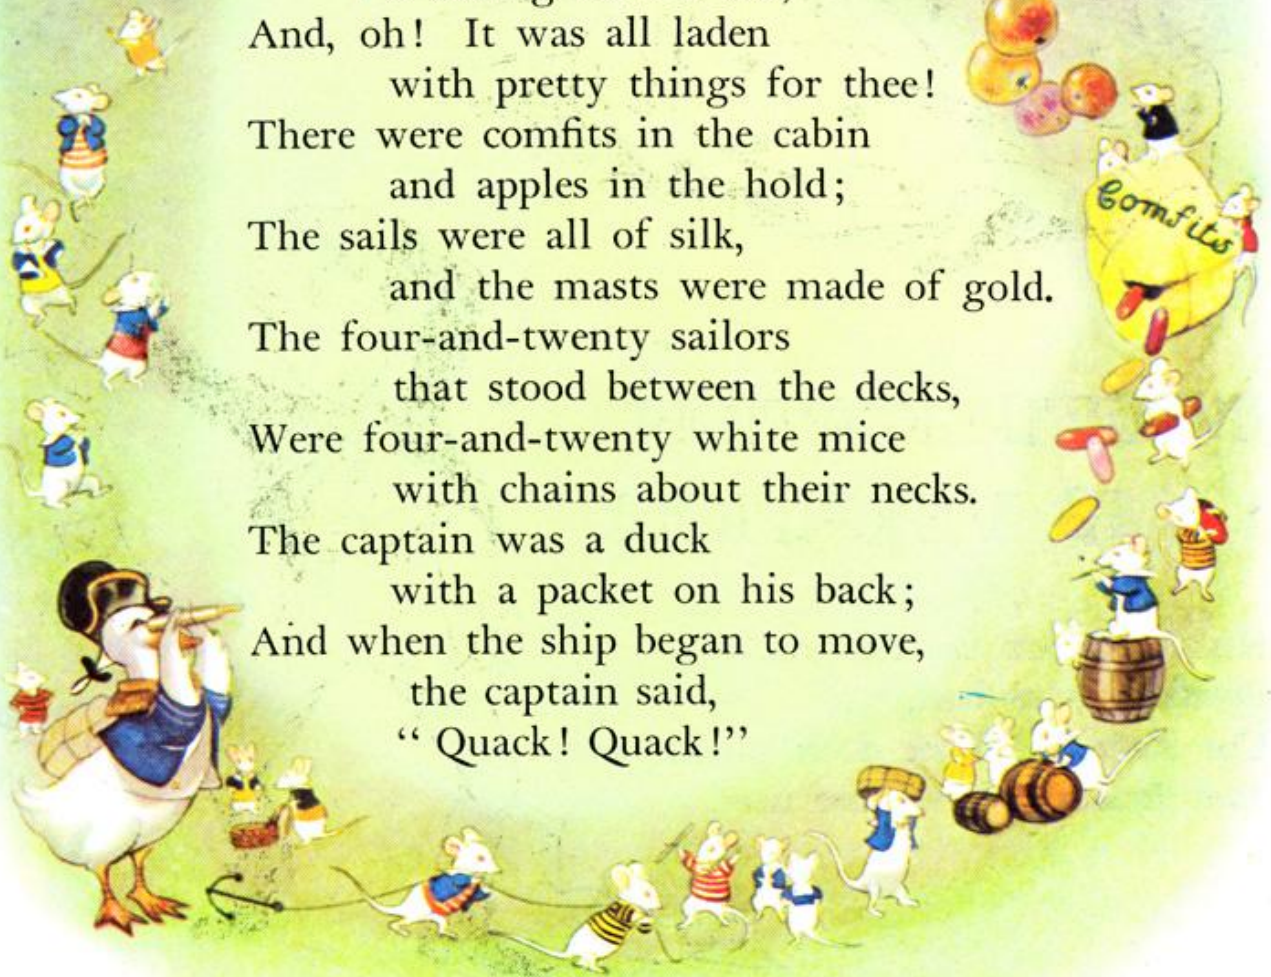 And, oh! It was all laden
with pretty things for thee!
There were comfits in the cabin
and apples in the hold;
The sails were all of silk,
and the masts were made of gold.
The four-and-twenty sailors
that stood between the decks,
Were four-and-twenty white mice
with chains about their necks.
The captain was a duck
with a packet on his back;
And when the ship began to move,
the captain said,
“ Quack! Quack!”
Comfits